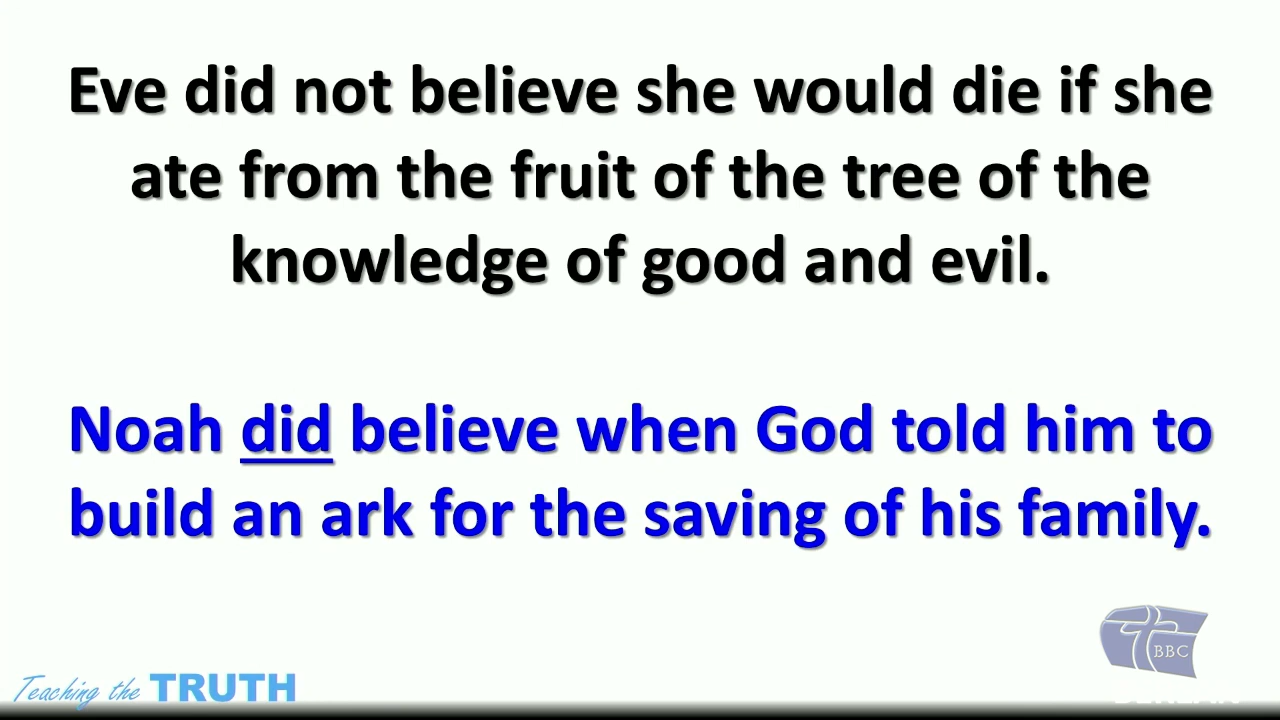 Eve did not believe she would die if she
ate from the fruit of the tree of the
knowledge of good and evil.
Noah did believe when God told him to
build an ark for the saving of his family.
BBC
Teaching the TRUTH